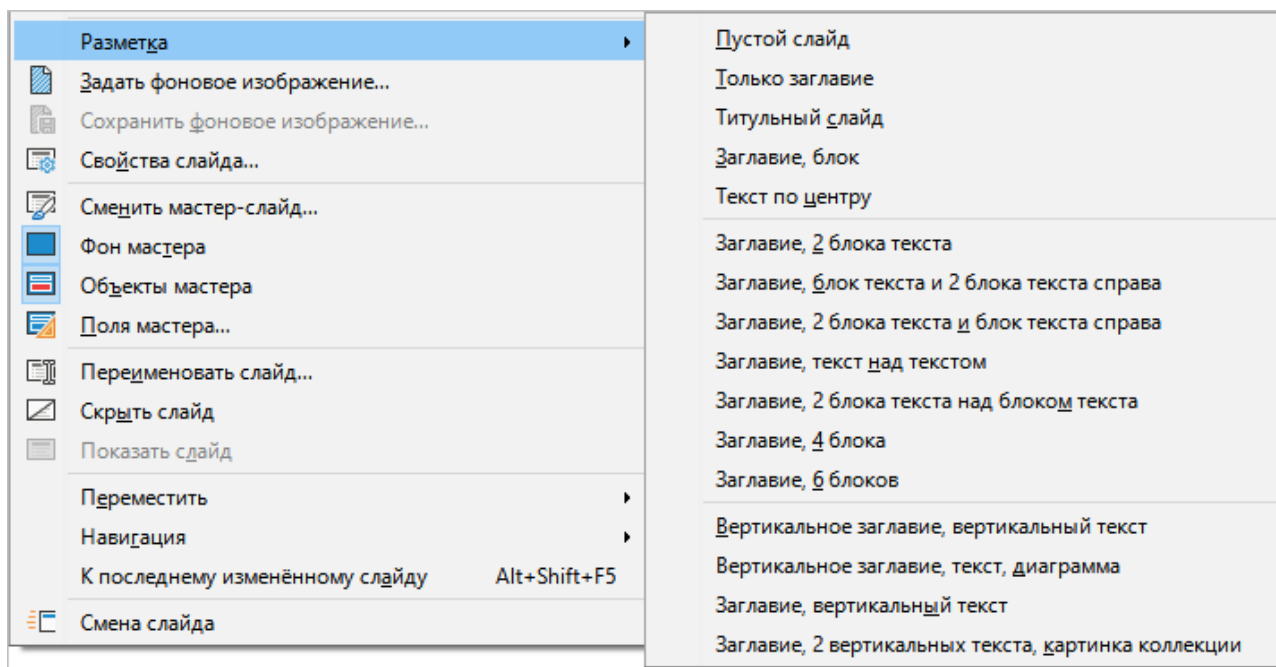 Разметка
Задать фоновое изображение...
Сохранить фоновое изображение...
Свойства слайда...
Сменить мастер-слайд...
Фон мастера
Объекты мастера
Поля мастера...
Переименовать слайд...
Скрыть слайд
Показать слайд
Переместить
Навигация
К последнему изменённому слайду Alt+Shift+F5
Смена слайда
Пустой слайд
Только заглавие
Титульный слайд
Заглавие, блок
Текст по центру
Заглавие, 2 блока текста
Заглавие, блок текста и 2 блока текста справа
Заглавие, 2 блока текста и блок текста справа
Заглавие, текст над текстом
Заглавие, 2 блока текста над блоком текста
Заглавие, 4 блока
Заглавие, 6 блоков
Вертикальное заглавие, вертикальный текст
Вертикальное заглавие, текст, диаграмма
Заглавие, вертикальный текст
Заглавие, 2 вертикальных текста, картинка коллекции